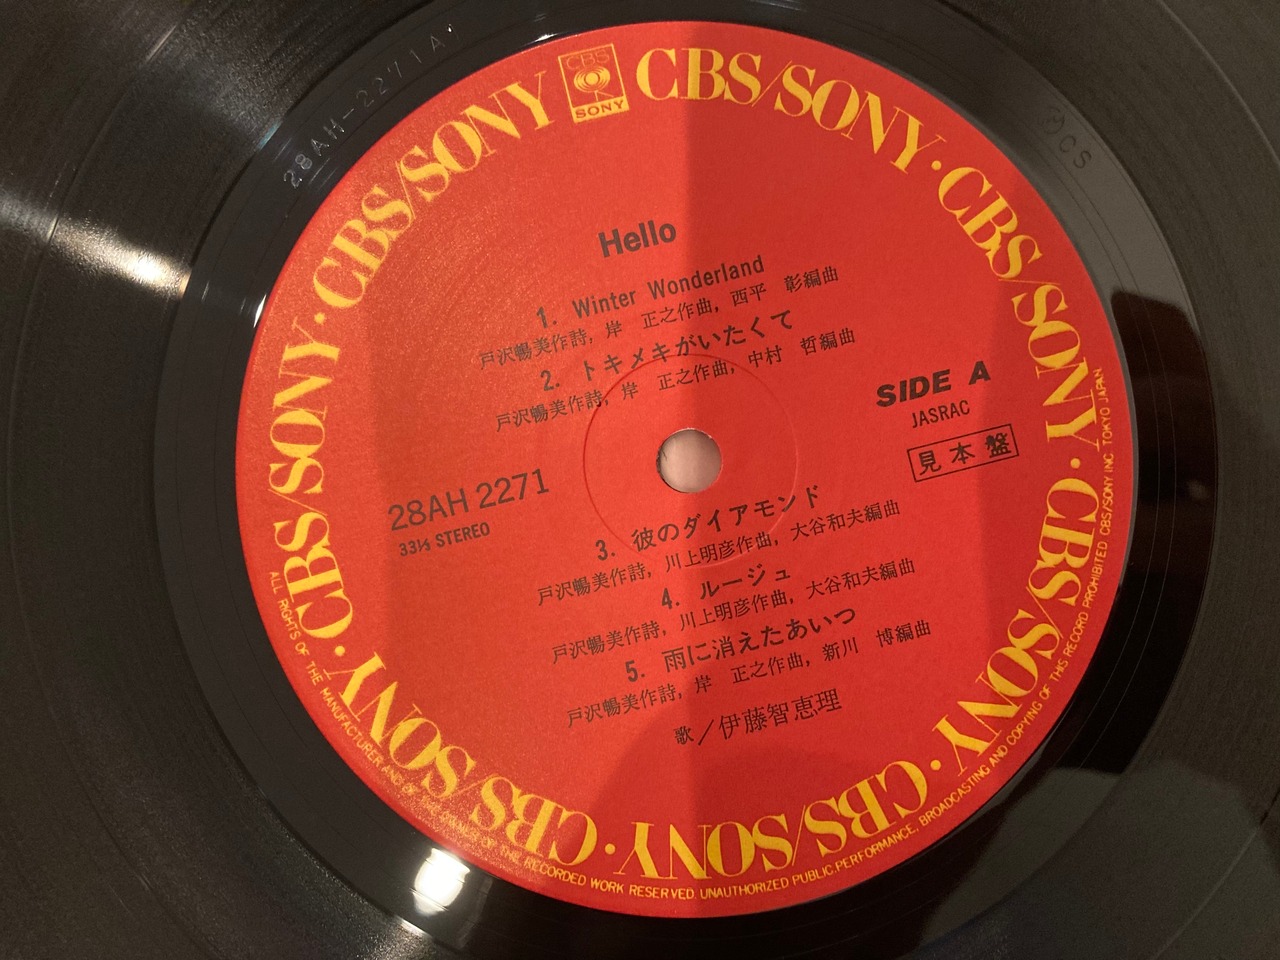 28AH-2271A1
CS
CBS
SONY
CBS/SONY · CBS/SONY · CBS/SONY · CBS/SONY · CBS/SONY · CBS/SONY · CBS/SONY · CBS/SONY
Hello
1. Winter Wonderland
戸沢暢美作詩, 岸 正之作曲, 西平 彰編曲
2. トキメキがいたくて
戸沢暢美作詩, 岸 正之作曲, 中村 哲編曲
SIDE A
JASRAC
見本盤
28AH 2271
33⅓ STEREO
3. 彼のダイアモンド
戸沢暢美作詩, 川上明彦作曲, 大谷和夫編曲
4. ルージュ
戸沢暢美作詩, 川上明彦作曲, 大谷和夫編曲
5. 雨に消えたあいつ
戸沢暢美作詩, 岸 正之作曲, 新川 博編曲
歌／伊藤智恵理
ALL RIGHTS OF THE MANUFACTURER AND OF THE OWNER OF THE RECORDED WORK RESERVED. UNAUTHORIZED PUBLIC PERFORMANCE. BROADCASTING AND COPYING OF THIS RECORD PROHIBITED CBS/SONY INC. TOKYO JAPAN